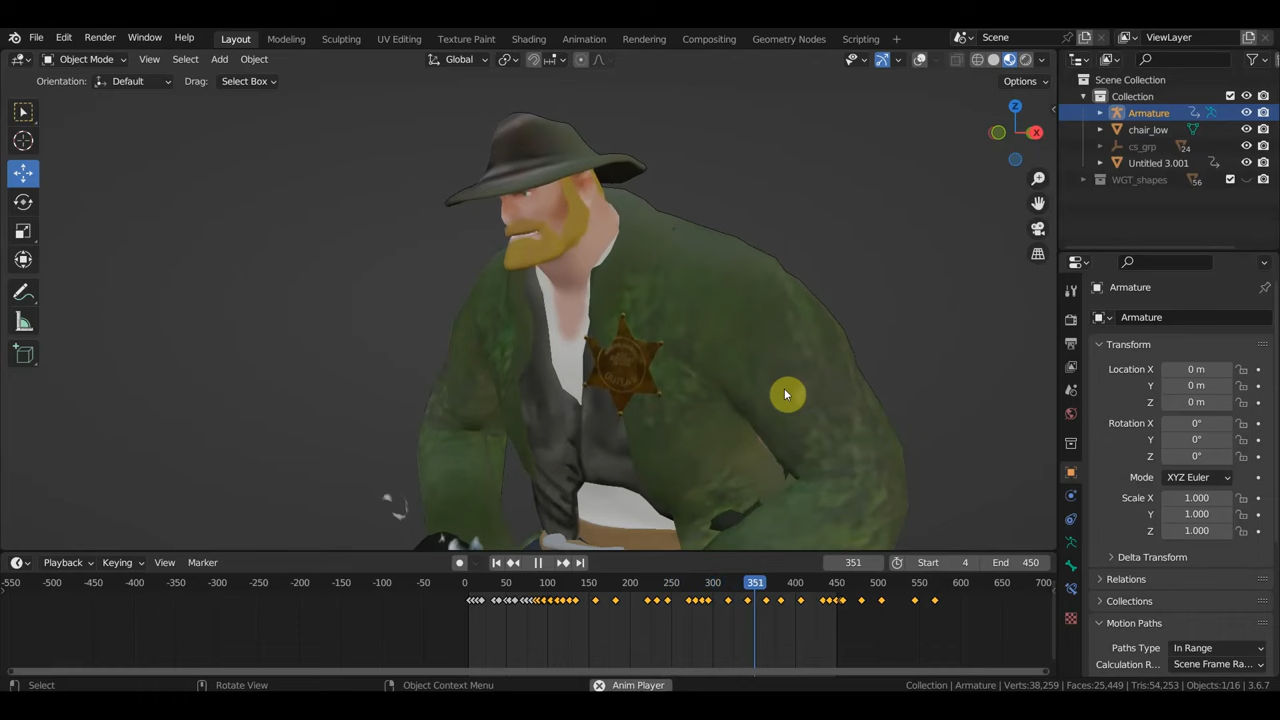 File Edit Render Window Help Layout Modeling Sculpting UV Editing Texture Paint Shading Animation Rendering Compositing Geometry Nodes Scripting + Scene ViewLayer
Object Mode View Select Add Object Global Default Options
Orientation: Default Drag: Select Box Options
Scene Collection
Collection
Armature
chair_low
cs_grp 24
Untitled 3.001
WGT_shapes 56
Z
X
Armature
Armature
Transform
Location X 0 m
Y 0 m
Z 0 m
Rotation X 0°
Y 0°
Z 0°
Mode XYZ Euler
Scale X 1.000
Y 1.000
Z 1.000
Delta Transform
Relations
Collections
Motion Paths
Paths Type In Range
Calculation R... Scene Frame Ra...
OUTLAW
Playback Keying View Marker 351 Start 4 End 450
-550 -500 -450 -400 -350 -300 -250 -200 -150 -100 -50 0 50 100 150 200 250 300 351 400 450 500 550 600 650 700
Select Rotate View Object Context Menu Anim Player Collection | Armature | Verts:38,259 | Faces:25,449 | Tris:54,253 | Objects:1/16 | 3.6.7